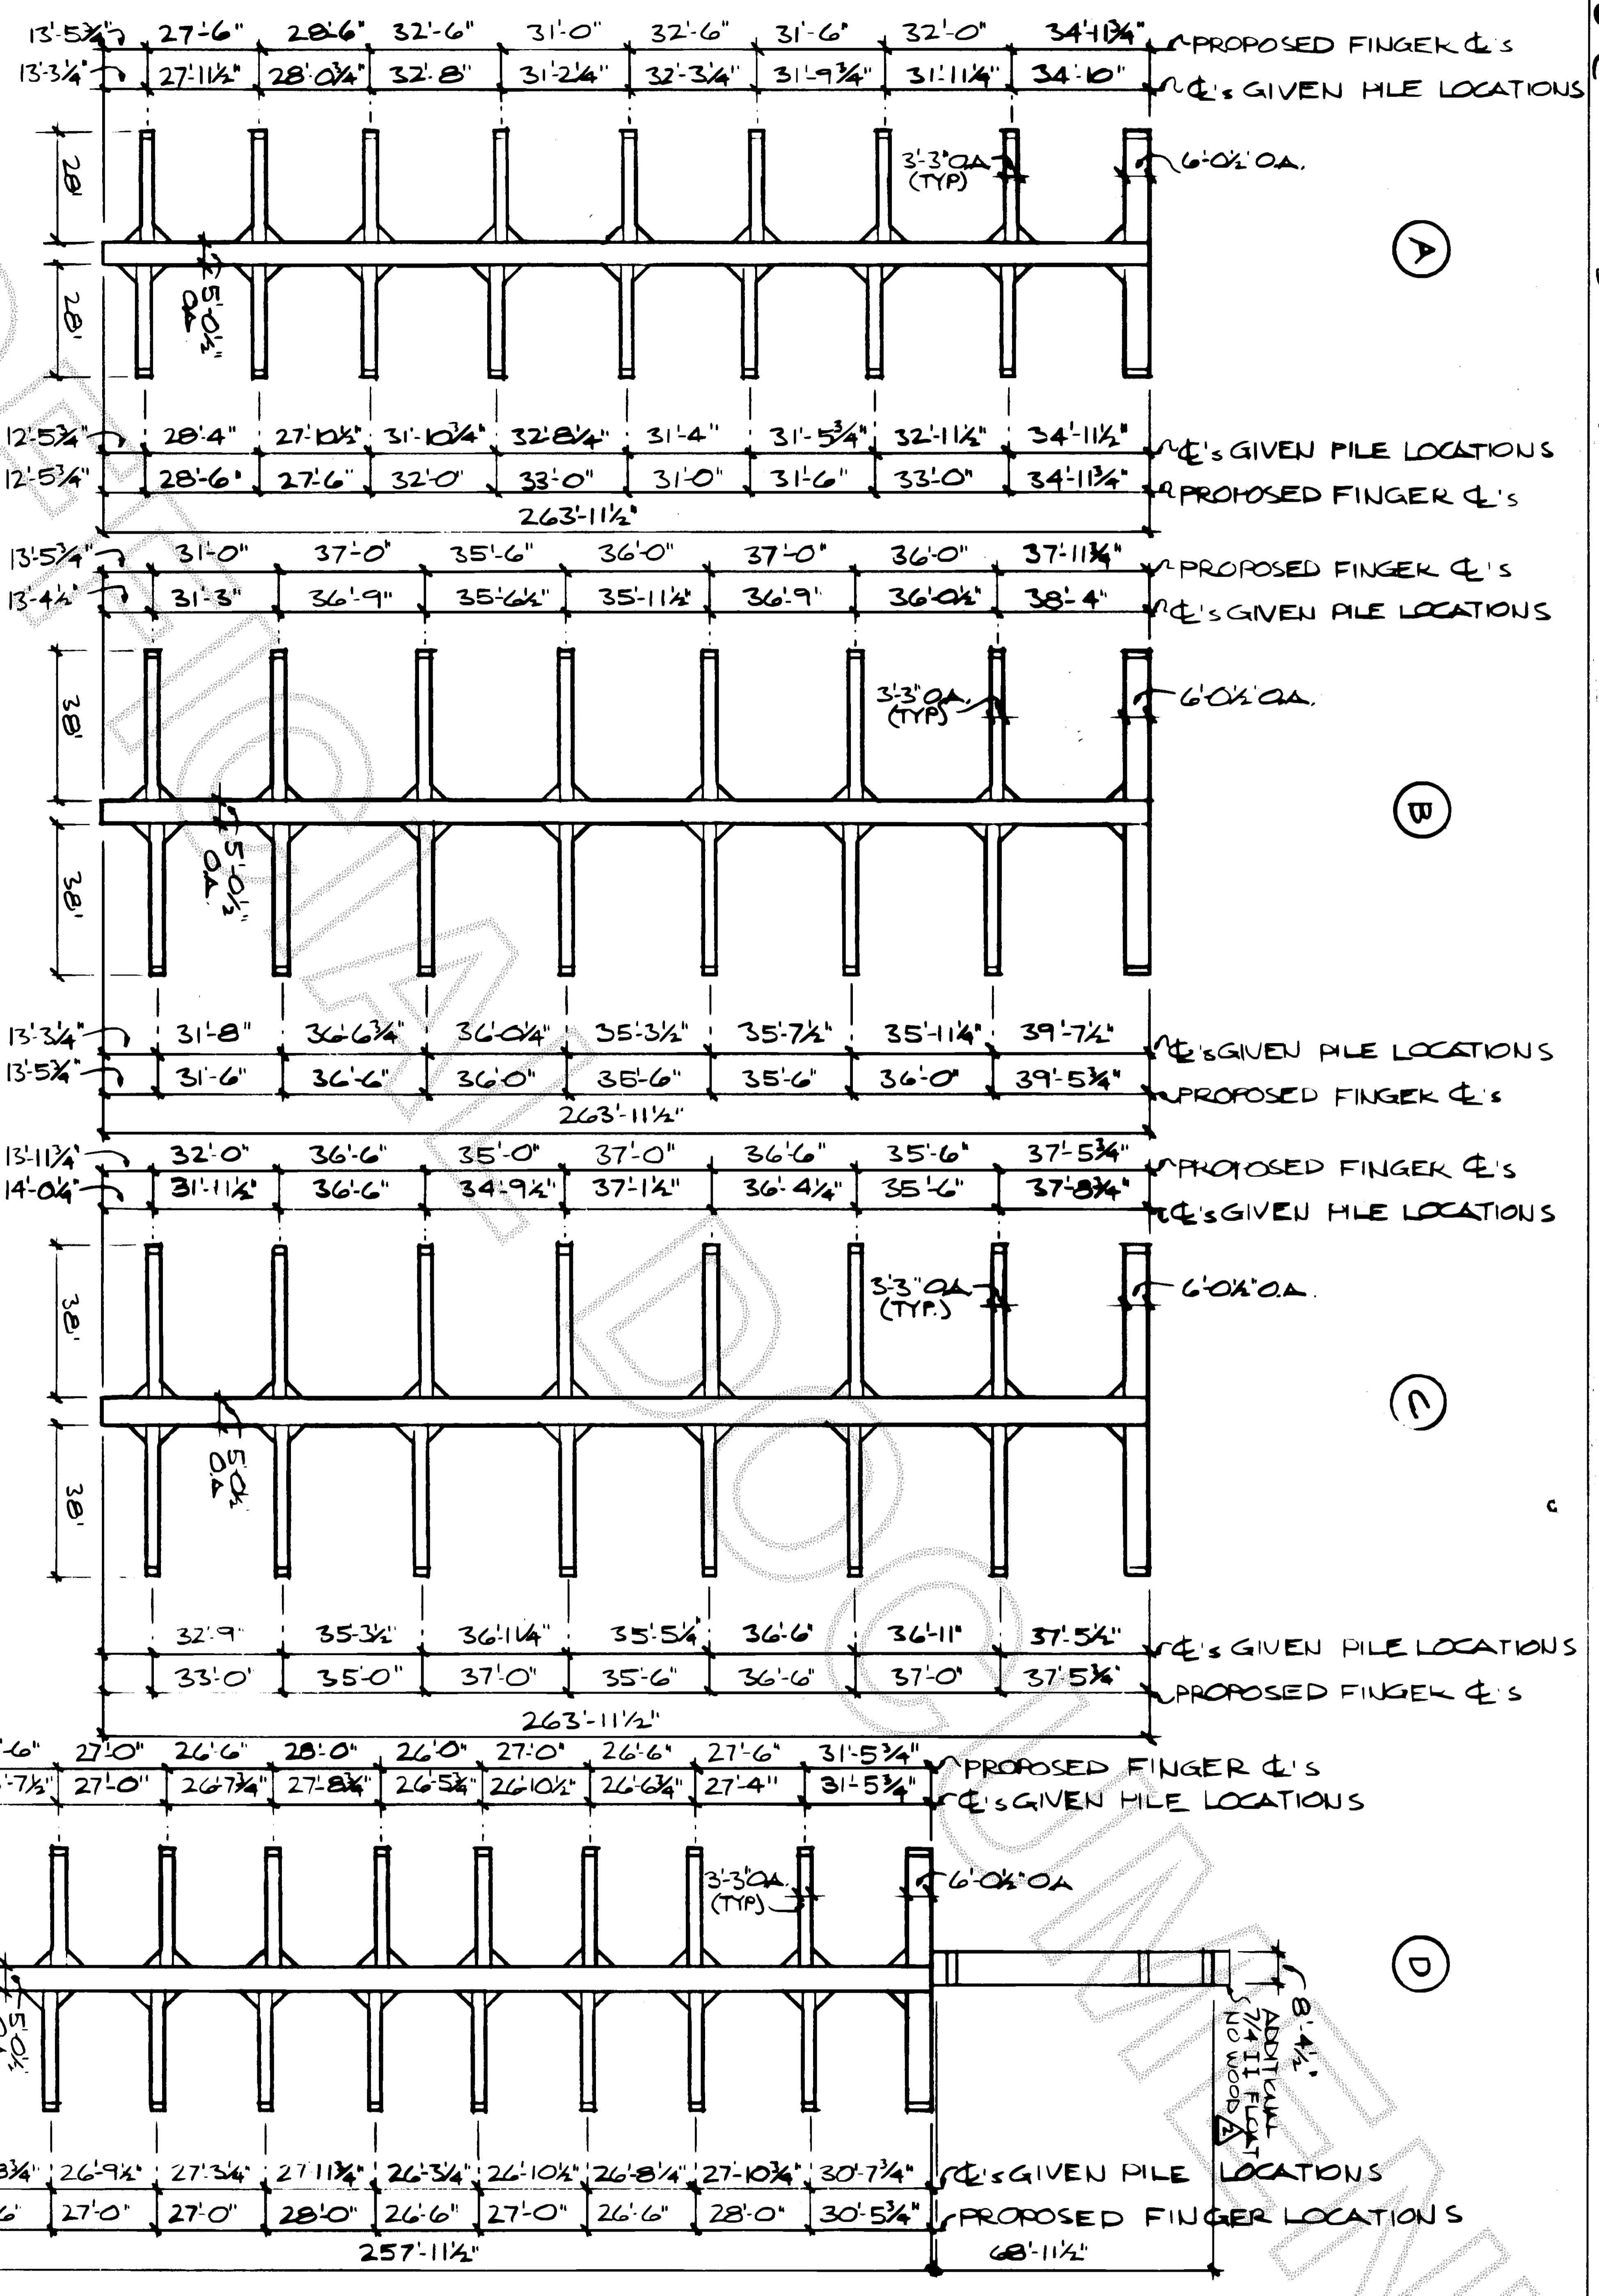 13'-5¾" 27'-6" 28'-6" 32'-6" 31'-0" 32'-6" 31'-6" 32'-0" 34'-11¾" PROPOSED FINGER ℄'s
13'-3¼" 27'-11½" 28'-0¾" 32'-8" 31'-2¼" 32'-3¼" 31'-9¾" 31'-11¼" 34'-10" ℄'s GIVEN PILE LOCATIONS
28' 3'-3" O.A. (TYP) 6'-0½" O.A.
A
28' 5'-0½" O.A.
12'-5¾" 28'-4" 27'-10½" 31'-10¾" 32'-8¼" 31'-4" 31'-5¾" 32'-11½" 34'-11½" ℄'s GIVEN PILE LOCATIONS
12'-5¾" 28'-6" 27'-6" 32'-0" 33'-0" 31'-0" 31'-6" 33'-0" 34'-11¾" PROPOSED FINGER ℄'s
263'-11½"
13'-5¾" 31'-0" 37'-0" 35'-6" 36'-0" 37'-0" 36'-0" 37'-11¾" PROPOSED FINGER ℄'s
13'-4½" 31'-3" 36'-9" 35'-6½" 35'-11½" 36'-9" 36'-0½" 38'-4" ℄'s GIVEN PILE LOCATIONS
38' 3'-3" O.A. (TYP) 6'-0½" O.A.
B
38' 5'-0½" O.A.
13'-3¼" 31'-8" 36'-6¾" 36'-0¼" 35'-3½" 35'-7½" 35'-11¼" 39'-7½" ℄'s GIVEN PILE LOCATIONS
13'-5¾" 31'-6" 36'-6" 36'-0" 35'-6" 35'-6" 36'-0" 39'-5¾" PROPOSED FINGER ℄'s
263'-11½"
13'-11¾" 32'-0" 36'-6" 35'-0" 37'-0" 36'-6" 35'-6" 37'-5¾" PROPOSED FINGER ℄'s
14'-0¼" 31'-11½" 36'-6" 34'-9½" 37'-1½" 36'-4¼" 35'-6" 37'-8¾" ℄'s GIVEN PILE LOCATIONS
38' 3'-3" O.A. (TYP.) 6'-0½" O.A.
C
38' 5'-0½" O.A.
32'-9" 35'-3½" 36'-1¼" 35'-5¼" 36'-6" 36'-11" 37'-5½" ℄'s GIVEN PILE LOCATIONS
33'-0" 35'-0" 37'-0" 35'-6" 36'-6" 37'-0" 37'-5¾" PROPOSED FINGER ℄'s
263'-11½"
-6" 27'-0" 26'-6" 28'-0" 26'-0" 27'-0" 26'-6" 27'-6" 31'-5¾" PROPOSED FINGER ℄'s
-7½" 27'-0" 26'-7¾" 27'-8¾" 26'-5¾" 26'-10½" 26'-6¾" 27'-4" 31'-5¾" ℄'s GIVEN PILE LOCATIONS
3'-3" O.A. (TYP) 6'-0½" O.A.
D
5'-0½"
8'-4½"
ADDITIONAL
7/4 II FLOAT
NO WOOD 2
3¾" 26'-9½" 27'-3¼" 27'-11¾" 26'-3¼" 26'-10½" 26'-8¼" 27'-10¾" 30'-7¾" ℄'s GIVEN PILE LOCATIONS
6" 27'-0" 27'-0" 28'-0" 26'-6" 27'-0" 26'-6" 28'-0" 30'-5¾" PROPOSED FINGER LOCATIONS
257'-11½" 68'-11½"